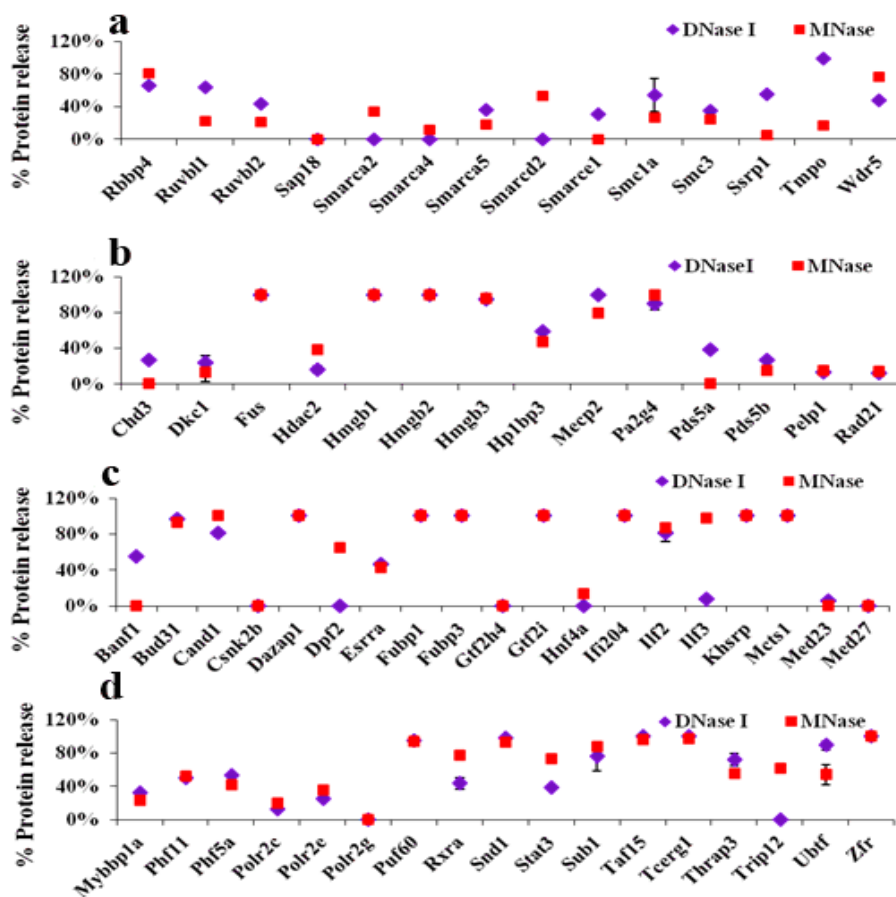 a
DNase I MNase
% Protein release
120%
80%
40%
0%
Rbbp4 Ruvbl1 Ruvbl2 Sap18 Smarca2 Smarca4 Smarca5 Smarcd2 Smarce1 Smc1a Smc3 Ssrp1 Tmpo Wdr5
b
DNaseI MNase
% Protein release
120%
80%
40%
0%
Chd3 Dkc1 Fus Hdac2 Hmgb1 Hmgb2 Hmgb3 Hp1bp3 Mecp2 Pa2g4 Pds5a Pds5b Pelp1 Rad21
c
DNase I MNase
% Protein release
120%
80%
40%
0%
Banf1 Bud31 Cand1 Csnk2b Dazap1 Dpf2 Esrra Fubp1 Fubp3 Gtf2h4 Gtf2i Hnf4a Ifi204 Ilf2 Ilf3 Khsrp Mcts1 Med23 Med27
d
DNase I MNase
% Protein release
120%
80%
40%
0%
Mybbp1a Phf11 Phf5a Polr2c Polr2e Polr2g Puf60 Rxra Snd1 Stat3 Sub1 Taf15 Tcerg1 Thrap3 Trip12 Ubtf Zfr